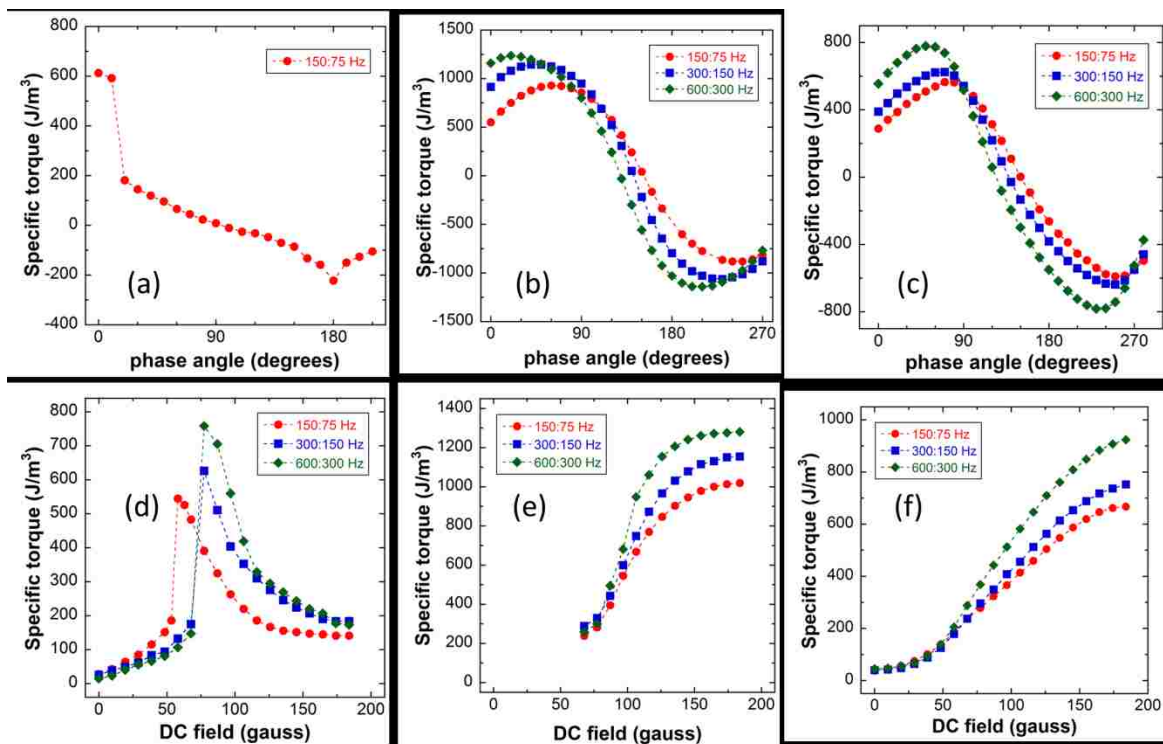 800
600
400
200
0
-200
-400
Specific torque (J/m³)
0
90
180
phase angle (degrees)
150:75 Hz
(a)
1500
1000
500
0
-500
-1000
-1500
Specific torque (J/m³)
0
90
180
270
phase angle (degrees)
150:75 Hz
300:150 Hz
600:300 Hz
(b)
800
400
0
-400
-800
Specific torque (J/m³)
0
90
180
270
phase angle (degrees)
150:75 Hz
300:150 Hz
600:300 Hz
(c)
800
700
600
500
400
300
200
100
0
Specific torque (J/m³)
0
50
100
150
200
DC field (gauss)
150:75 Hz
300:150 Hz
600:300 Hz
(d)
1400
1200
1000
800
600
400
200
0
Specific torque (J/m³)
0
50
100
150
200
DC field (gauss)
150:75 Hz
300:150 Hz
600:300 Hz
(e)
1000
800
600
400
200
0
Specific torque (J/m³)
0
50
100
150
200
DC field (gauss)
150:75 Hz
300:150 Hz
600:300 Hz
(f)